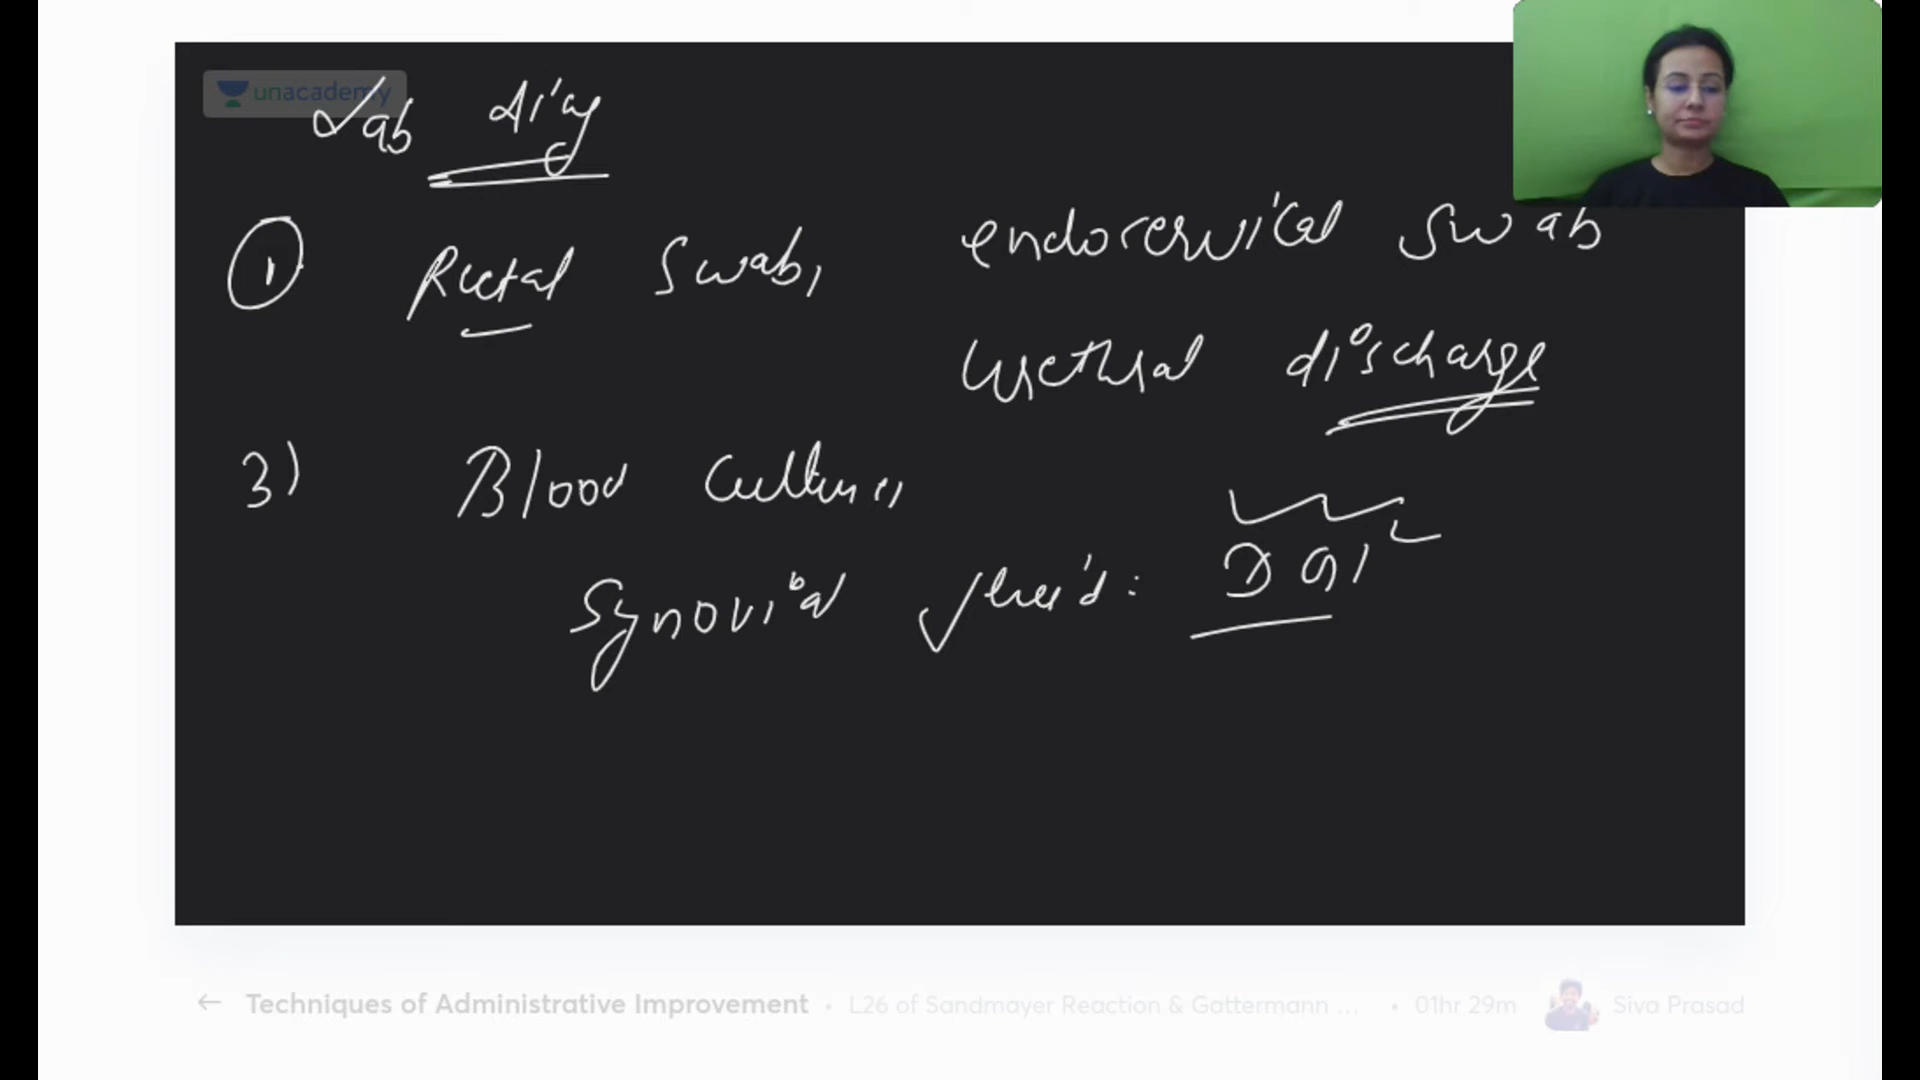 unacademy
Lab diag
1 Rectal Swab, endocervical Swab
Urethral discharge
3) Blood Culture,
Synovial fluid: DGI
← Techniques of Administrative Improvement • L26 of Sandmayer Reaction & Gattermann ... • 01hr 29m Siva Prasad